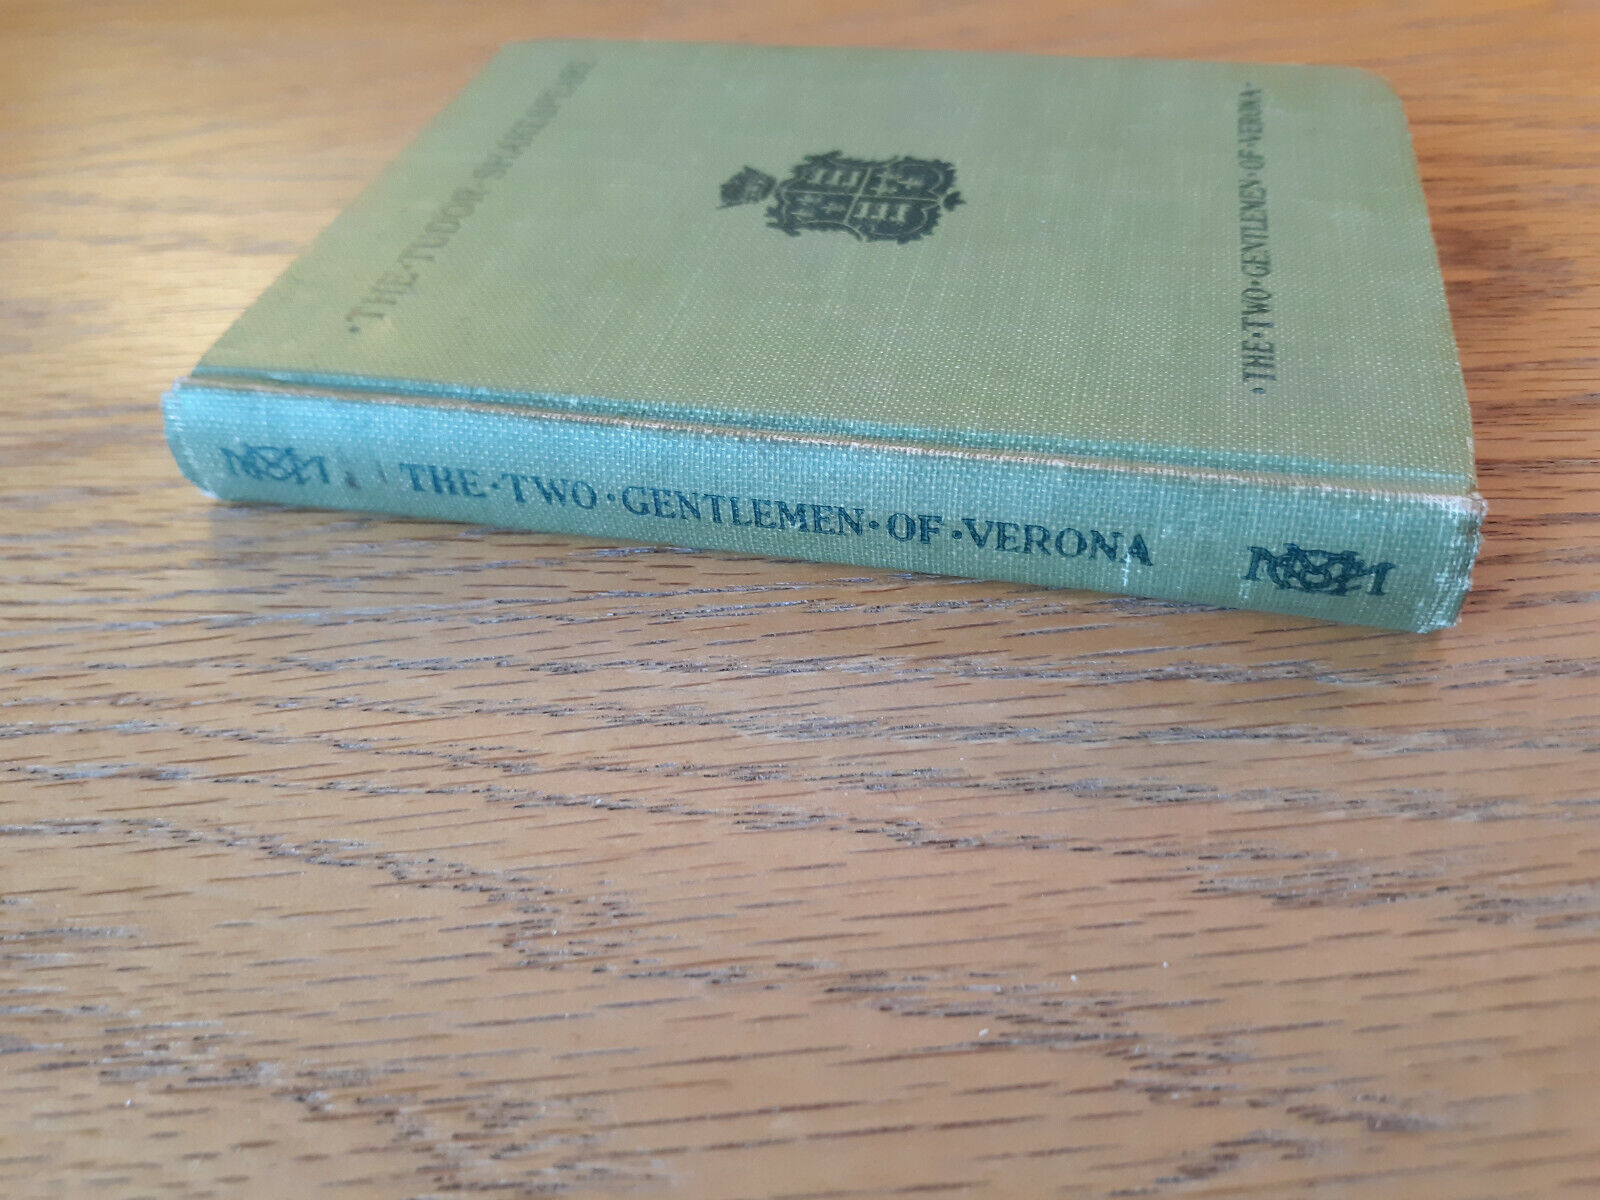 ·THE·TUDOR·SHAKESPEARE
·THE·TWO·GENTLEMEN·OF·VERONA·
THE·TWO·GENTLEMEN·OF·VERONA